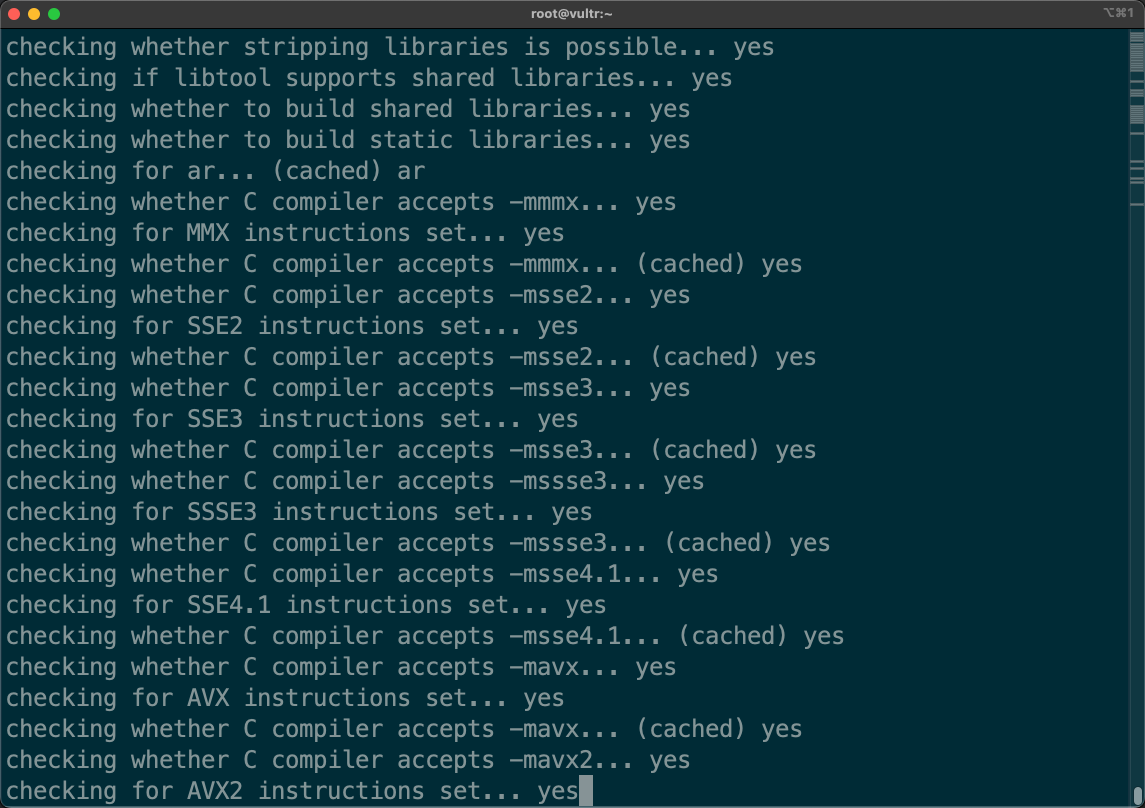 root@vultr:~
⌥⌘1
checking whether stripping libraries is possible... yes
checking if libtool supports shared libraries... yes
checking whether to build shared libraries... yes
checking whether to build static libraries... yes
checking for ar... (cached) ar
checking whether C compiler accepts -mmmx... yes
checking for MMX instructions set... yes
checking whether C compiler accepts -mmmx... (cached) yes
checking whether C compiler accepts -msse2... yes
checking for SSE2 instructions set... yes
checking whether C compiler accepts -msse2... (cached) yes
checking whether C compiler accepts -msse3... yes
checking for SSE3 instructions set... yes
checking whether C compiler accepts -msse3... (cached) yes
checking whether C compiler accepts -mssse3... yes
checking for SSSE3 instructions set... yes
checking whether C compiler accepts -mssse3... (cached) yes
checking whether C compiler accepts -msse4.1... yes
checking for SSE4.1 instructions set... yes
checking whether C compiler accepts -msse4.1... (cached) yes
checking whether C compiler accepts -mavx... yes
checking for AVX instructions set... yes
checking whether C compiler accepts -mavx... (cached) yes
checking whether C compiler accepts -mavx2... yes
checking for AVX2 instructions set... yes